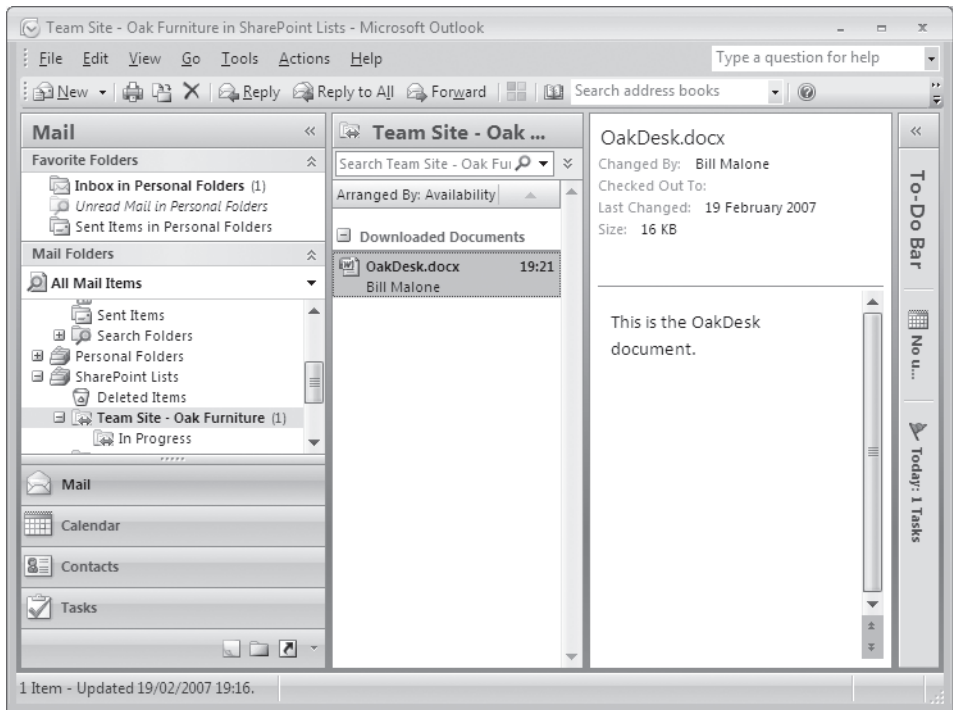 Team Site - Oak Furniture in SharePoint Lists - Microsoft Outlook
File Edit View Go Tools Actions Help
Type a question for help
New Reply Reply to All Forward Search address books
Mail
Favorite Folders
Inbox in Personal Folders (1)
Unread Mail in Personal Folders
Sent Items in Personal Folders
Mail Folders
All Mail Items
Sent Items
Search Folders
Personal Folders
SharePoint Lists
Deleted Items
Team Site - Oak Furniture (1)
In Progress
Mail
Calendar
Contacts
Tasks
Team Site - Oak ...
Search Team Site - Oak Fur
Arranged By: Availability
Downloaded Documents
OakDesk.docx 19:21
Bill Malone
OakDesk.docx
Changed By: Bill Malone
Checked Out To:
Last Changed: 19 February 2007
Size: 16 KB
This is the OakDesk
document.
To-Do Bar
No u...
Today: 1 Tasks
1 Item - Updated 19/02/2007 19:16.